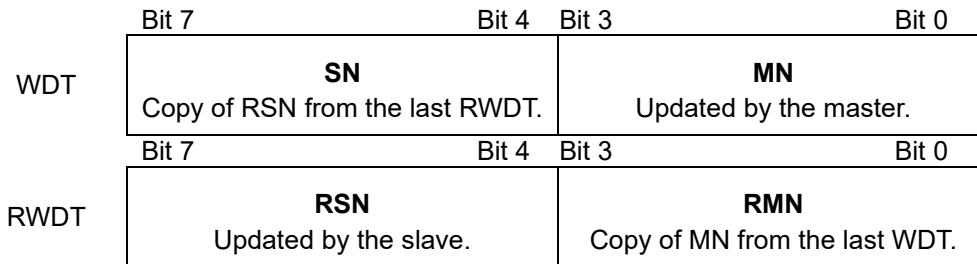 Bit 7 Bit 4 Bit 3 Bit 0
WDT
SN
Copy of RSN from the last RWDT.
MN
Updated by the master.
Bit 7 Bit 4 Bit 3 Bit 0
RWDT
RSN
Updated by the slave.
RMN
Copy of MN from the last WDT.